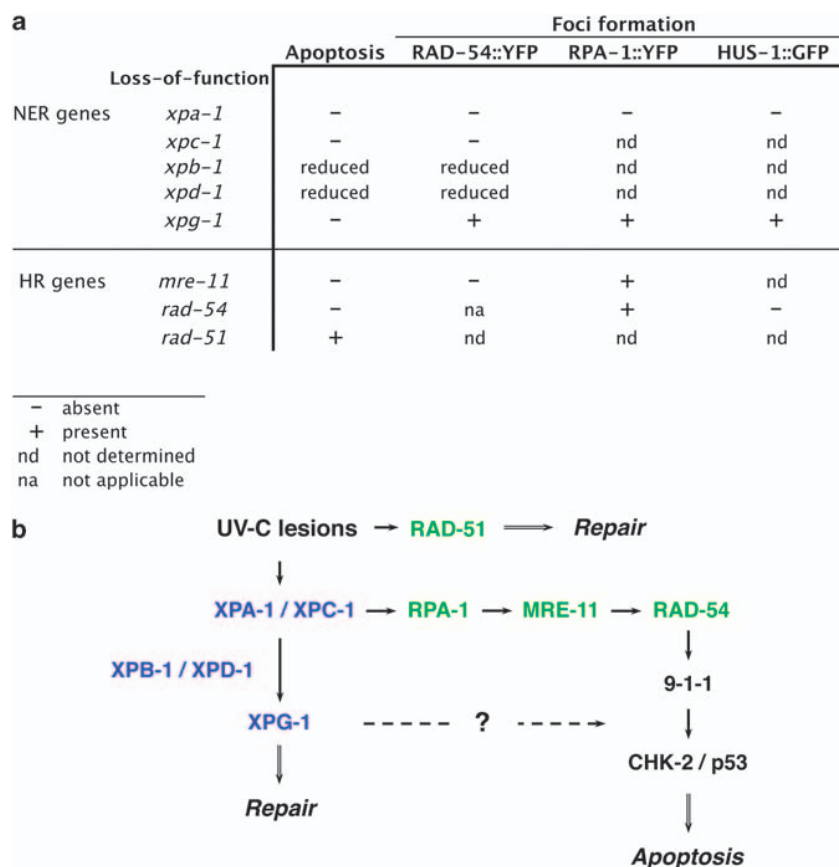 a
Foci formation
Apoptosis RAD-54::YFP RPA-1::YFP HUS-1::GFP
Loss-of-function
NER genes xpa-1 – – – –
xpc-1 – – nd nd
xpb-1 reduced reduced nd nd
xpd-1 reduced reduced nd nd
xpg-1 – + + +
HR genes mre-11 – – + nd
rad-54 – na + –
rad-51 + nd nd nd
– absent
+ present
nd not determined
na not applicable
b
UV-C lesions → RAD-51 ⇒ Repair
XPA-1 / XPC-1 → RPA-1 → MRE-11 → RAD-54
XPB-1 / XPD-1
9-1-1
XPG-1 ?
CHK-2 / p53
Repair
Apoptosis